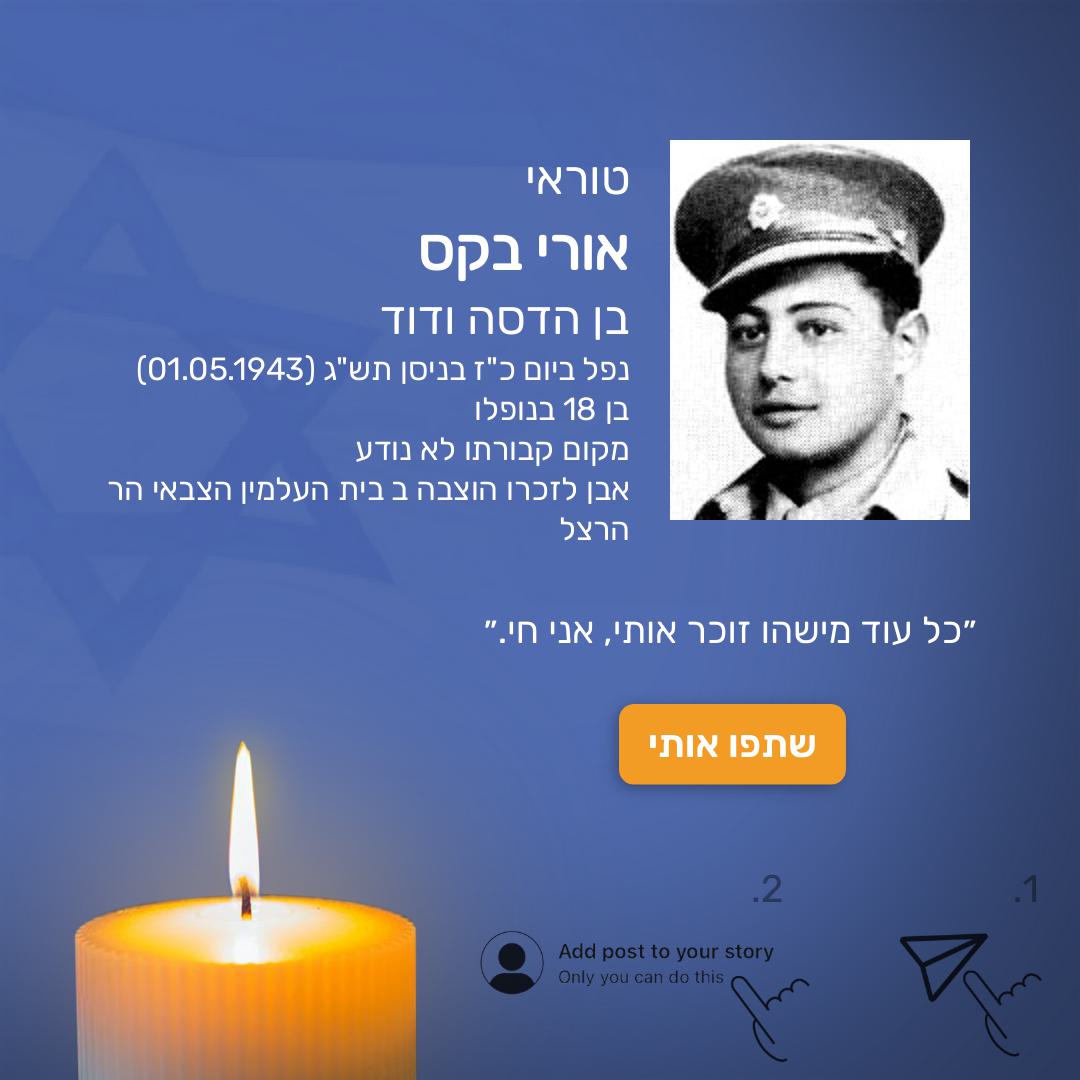 טוראי
אורי בקס
בן הדסה ודוד
נפל ביום כ"ז בניסן תש"ג (01.05.1943)
בן 18 בנופלו
מקום קבורתו לא נודע
אבן לזכרו הוצבה ב בית העלמין הצבאי הר
הרצל
״כל עוד מישהו זוכר אותי, אני חי.״
שתפו אותי
1.
2.
Add post to your story
Only you can do this